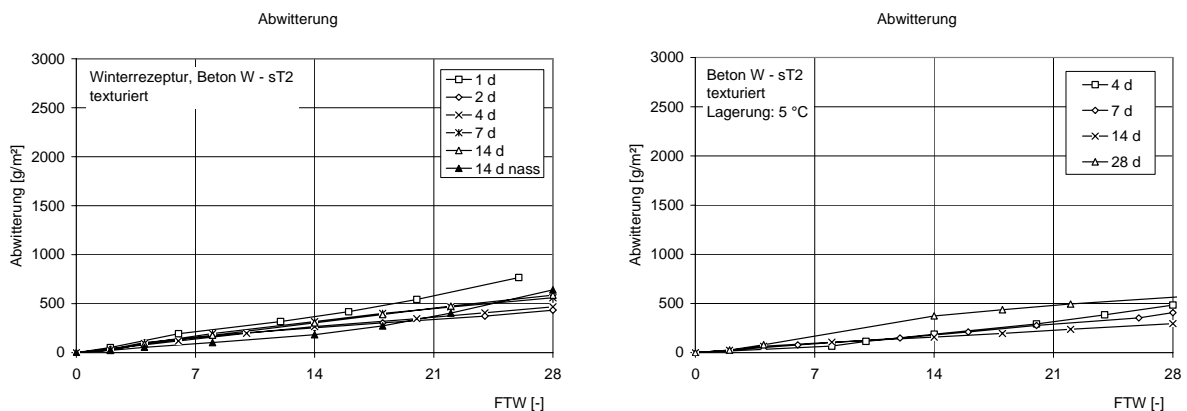 Abwitterung
3000
2500
2000
1500
1000
500
0
Abwitterung [g/m²]
Winterrezeptur, Beton W - sT2
texturiert
1 d
2 d
4 d
7 d
14 d
14 d nass
0 7 14 21 28
FTW [-]
Abwitterung
3000
2500
2000
1500
1000
500
0
Abwitterung [g/m²]
Beton W - sT2
texturiert
Lagerung: 5 °C
4 d
7 d
14 d
28 d
0 7 14 21 28
FTW [-]